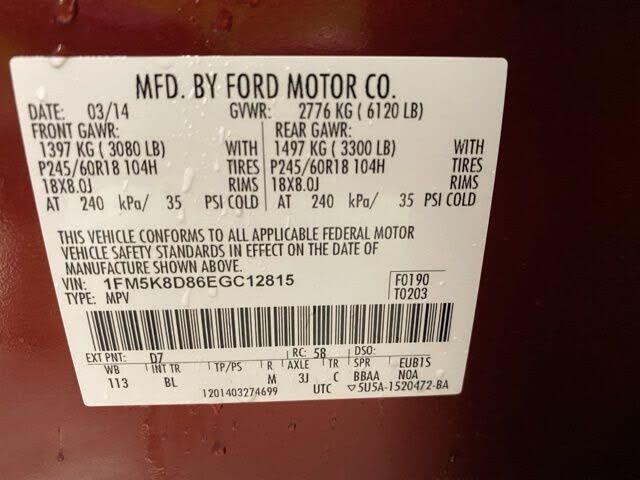 MFD. BY FORD MOTOR CO.
DATE: 03/14 GVWR: 2776 KG ( 6120 LB)
FRONT GAWR: REAR GAWR:
1397 KG ( 3080 LB) WITH 1497 KG ( 3300 LB) WITH
P245/60R18 104H TIRES P245/60R18 104H TIRES
18X8.0J RIMS 18X8.0J RIMS
AT 240 kPa/ 35 PSI COLD AT 240 kPa/ 35 PSI COLD
THIS VEHICLE CONFORMS TO ALL APPLICABLE FEDERAL MOTOR
VEHICLE SAFETY STANDARDS IN EFFECT ON THE DATE OF
MANUFACTURE SHOWN ABOVE.
VIN: 1FM5K8D86EGC12815 F0190
TYPE: MPV T0203
EXT PNT: D7 RC: 58 DSO:
WB INT TR TP/PS R AXLE TR SPR EUB1S
113 BL M 3J C BBAA N0A
1201403274699 UTC ▽5U5A-1520472-BA